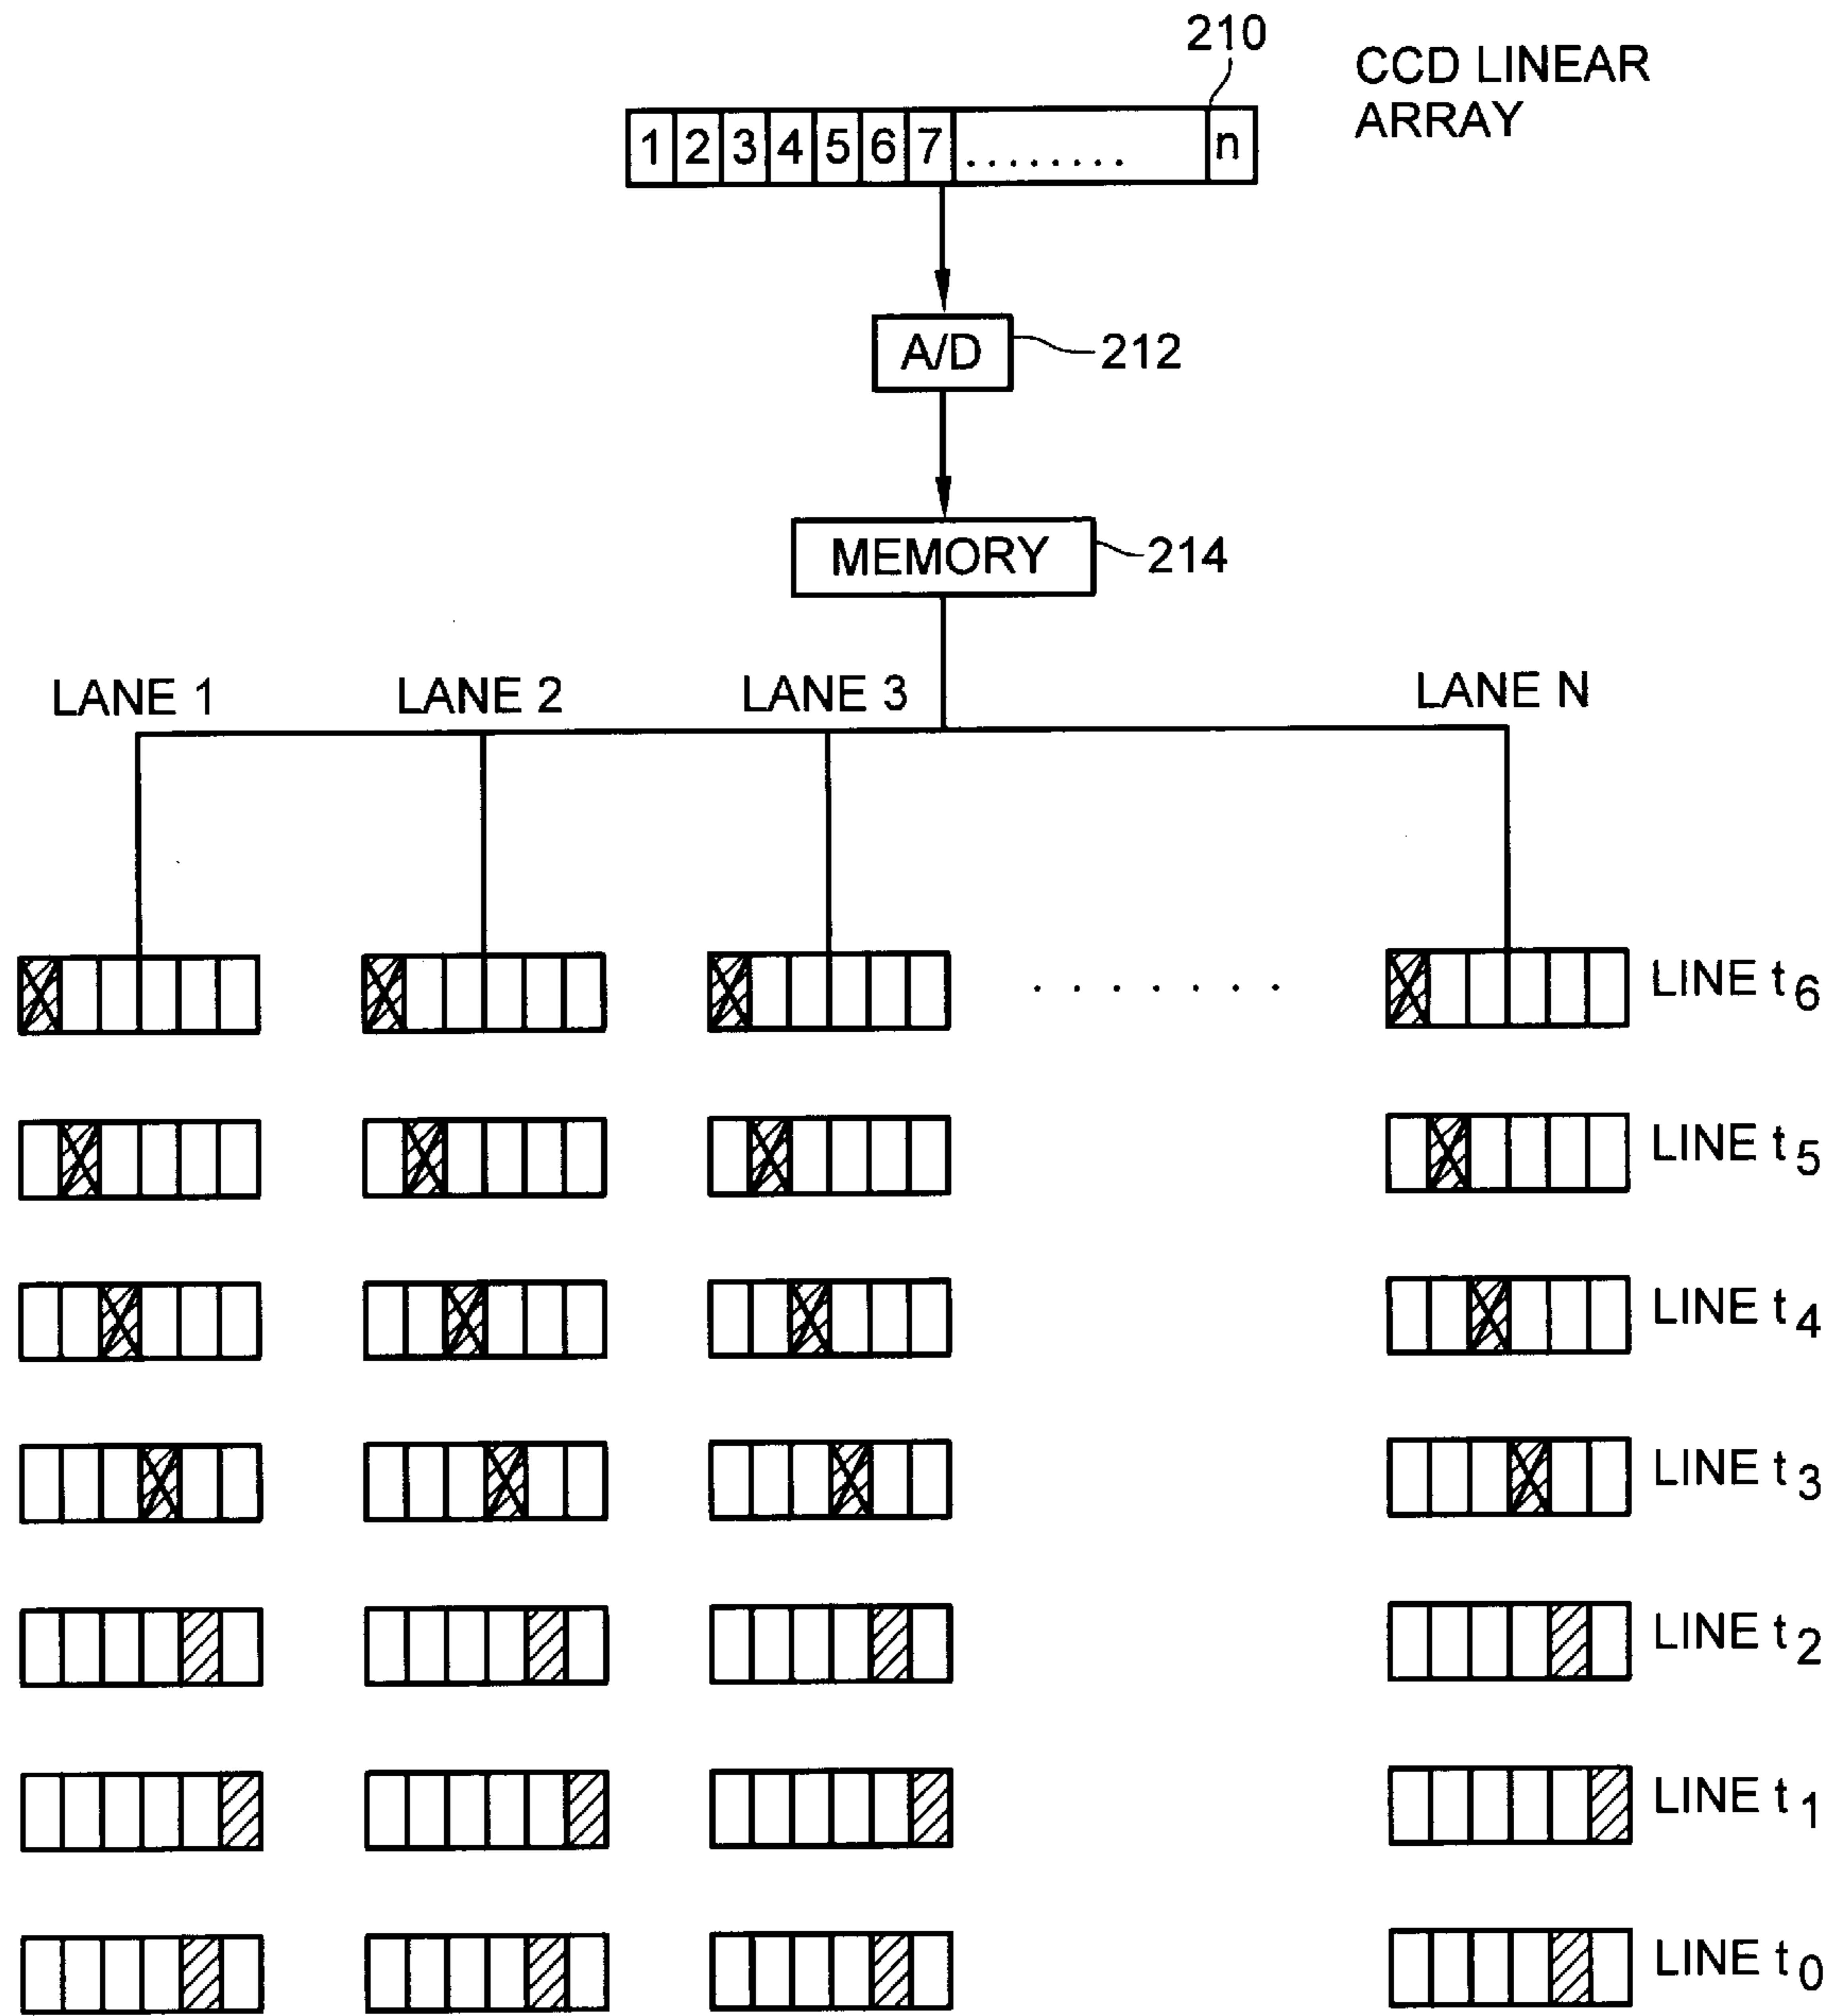 210
CCD LINEAR
ARRAY
1 2 3 4 5 6 7 ........ n
A/D
212
MEMORY
214
LANE 1 LANE 2 LANE 3 LANE N
....... LINE t6
LINE t5
LINE t4
LINE t3
LINE t2
LINE t1
LINE t0